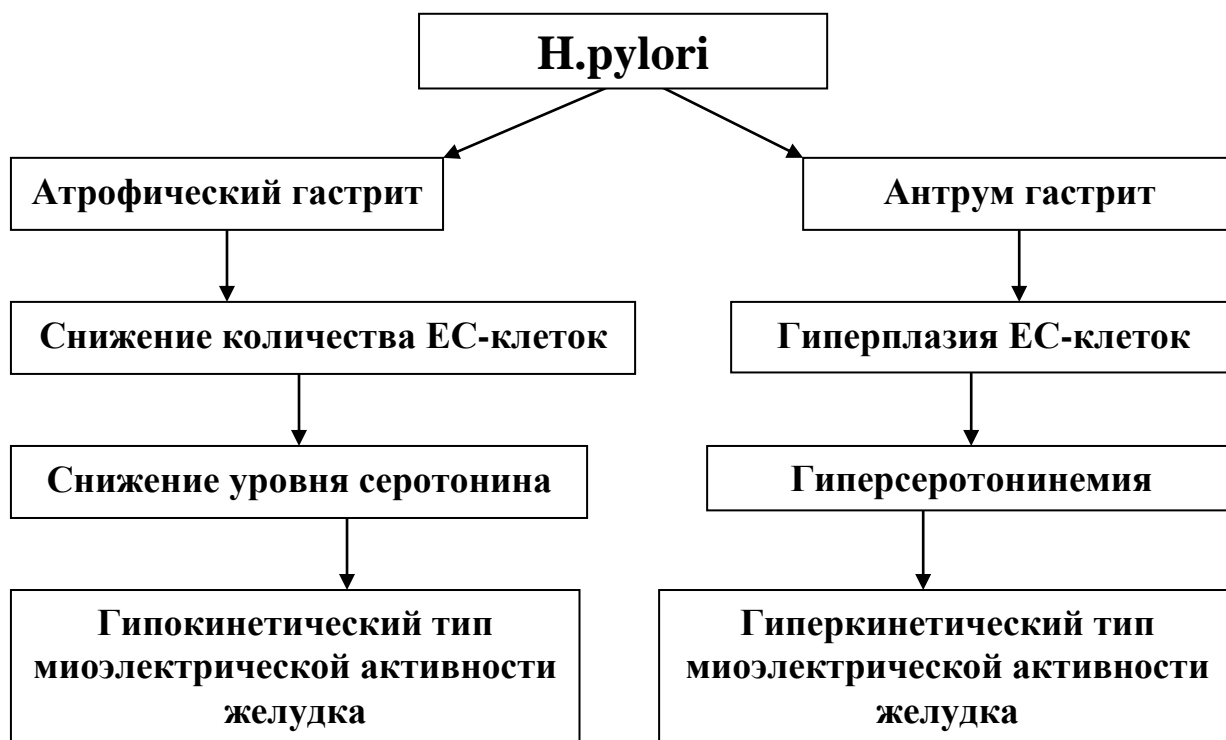 H.pylori
Атрофический гастрит
Антрум гастрит
Снижение количества ЕС-клеток
Гиперплазия ЕС-клеток
Снижение уровня серотонина
Гиперсеротонинемия
Гипокинетический тип
миоэлектрической активности
желудка
Гиперкинетический тип
миоэлектрической активности
желудка